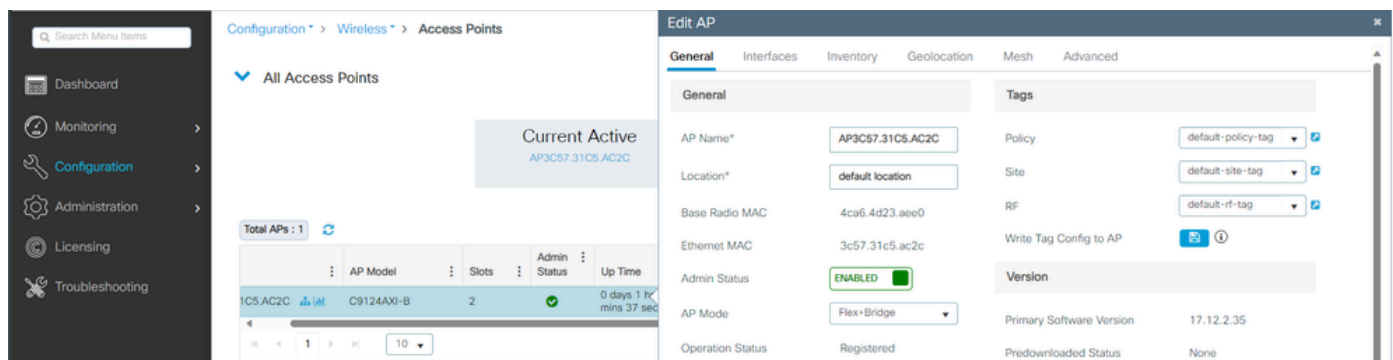 Search Menu Items
Dashboard
Monitoring
Configuration
Administration
Licensing
Troubleshooting
Configuration > Wireless > Access Points
All Access Points
Current Active
AP3C57.31C5.AC2C
Total APs : 1
AP Model
Slots
Admin Status
Up Time
1C5.AC2C
C9124AXI-B
2
0 days 1
mins 37 sec
1
10
Edit AP
General
Interfaces
Inventory
Geolocation
Mesh
Advanced
General
AP Name*
AP3C57.31C5.AC2C
Location*
default location
Base Radio MAC
4ca6.4d23.aee0
Ethernet MAC
3c57.31c5.ac2c
Admin Status
ENABLED
AP Mode
Flex+Bridge
Operation Status
Registered
Tags
Policy
default-policy-tag
Site
default-site-tag
RF
default-rf-tag
Write Tag Config to AP
Version
Primary Software Version
17.12.2.35
Predownloaded Status
None